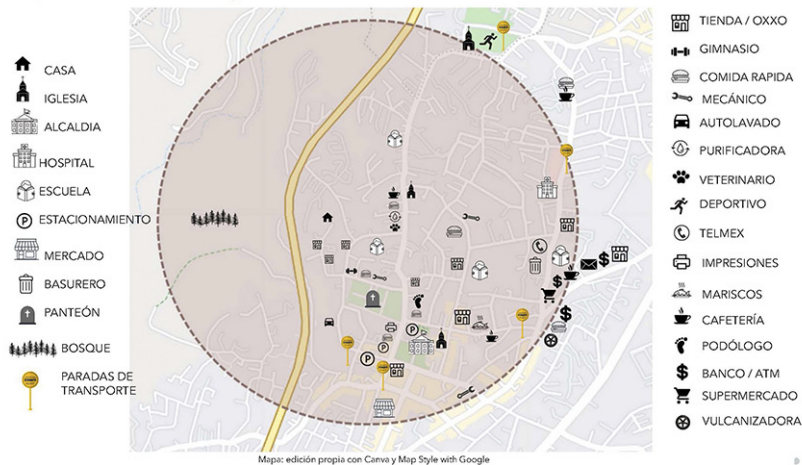 CASA
IGLESIA
ALCALDIA
HOSPITAL
ESCUELA
P ESTACIONAMIENTO
MERCADO
BASURERO
PANTEÓN
BOSQUE
PARADAS DE
TRANSPORTE
P
P
P
$
$
$
TIENDA / OXXO
GIMNASIO
COMIDA RAPIDA
MECÁNICO
AUTOLAVADO
PURIFICADORA
VETERINARIO
DEPORTIVO
TELMEX
IMPRESIONES
MARISCOS
CAFETERÍA
PODÓLOGO
$ BANCO / ATM
SUPERMERCADO
VULCANIZADORA
Mapa: edición propia con Canva y Map Style with Google